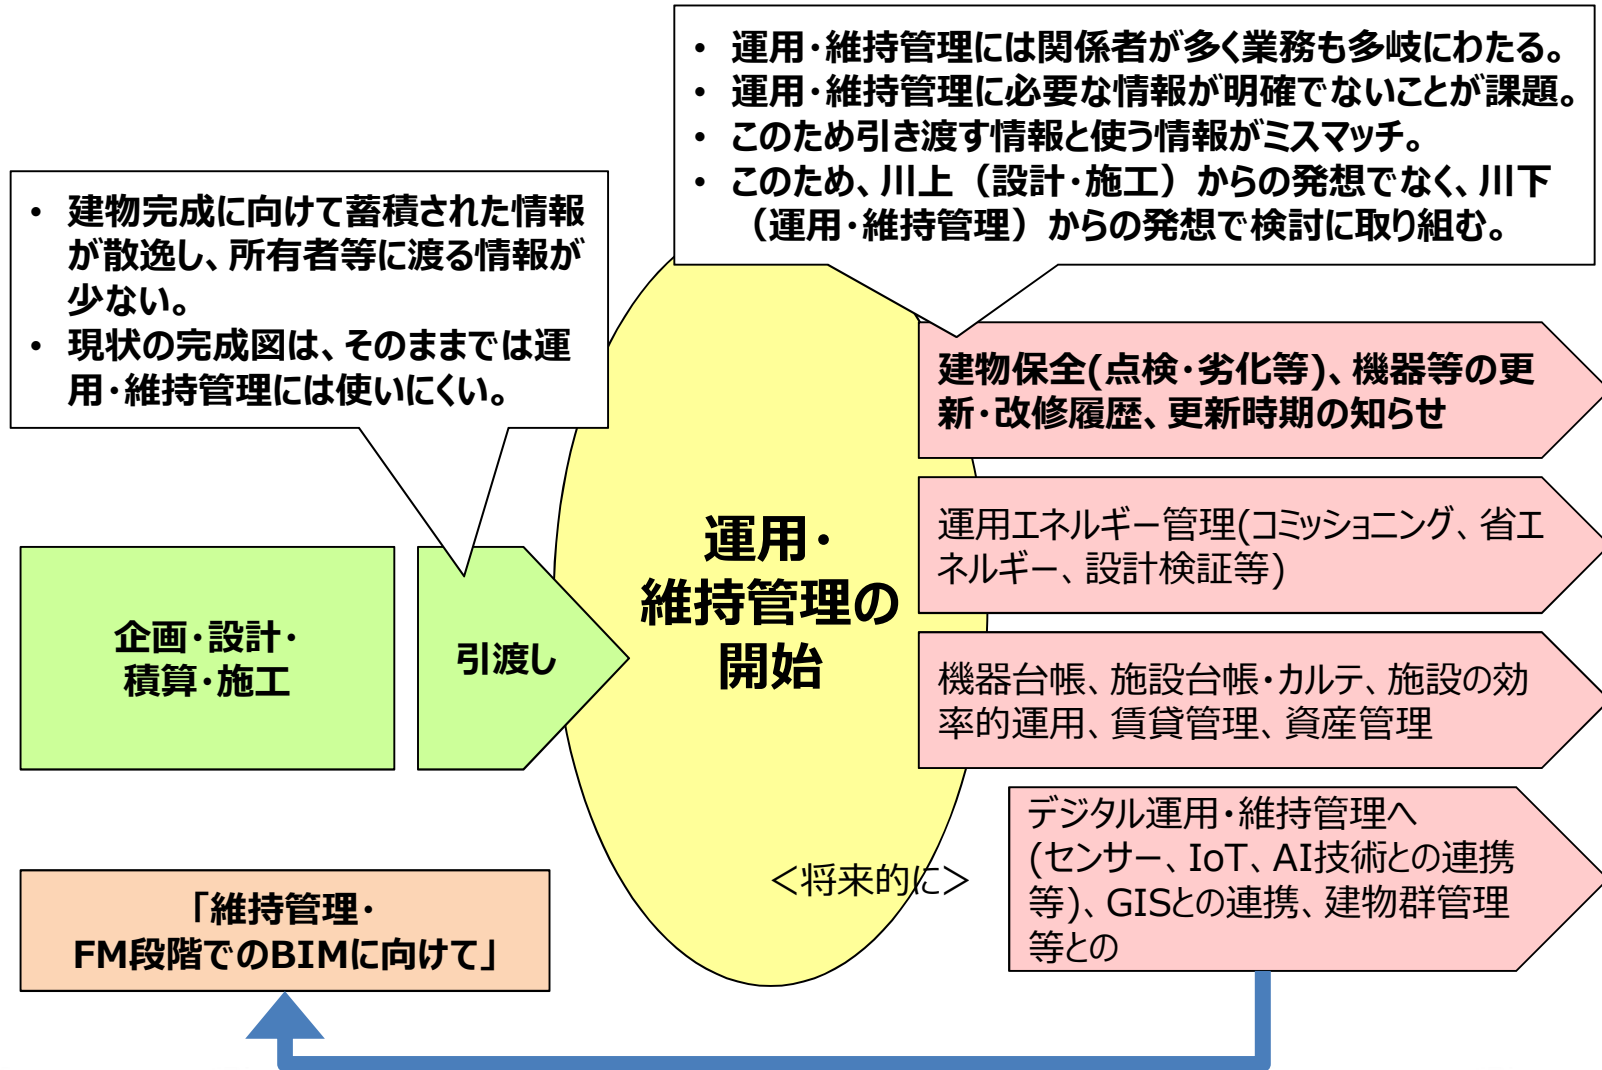 • 運用・維持管理には関係者が多く業務も多岐にわたる。
• 運用・維持管理に必要な情報が明確でないことが課題。
• このため引き渡す情報と使う情報がミスマッチ。
• このため、川上（設計・施工）からの発想でなく、川下
（運用・維持管理）からの発想で検討に取り組む。
• 建物完成に向けて蓄積された情報
が散逸し、所有者等に渡る情報が
少ない。
• 現状の完成図は、そのままでは運
用・維持管理には使いにくい。
企画・設計・
積算・施工
引渡し
運用・
維持管理の
開始
建物保全(点検・劣化等)、機器等の更
新・改修履歴、更新時期の知らせ
運用エネルギー管理(コミッショニング、省エ
ネルギー、設計検証等)
機器台帳、施設台帳・カルテ、施設の効
率的運用、賃貸管理、資産管理
＜将来的に＞
デジタル運用・維持管理へ
(センサー、IoT、AI技術との連携
等)、GISとの連携、建物群管理
等との
「維持管理・
FM段階でのBIMに向けて」